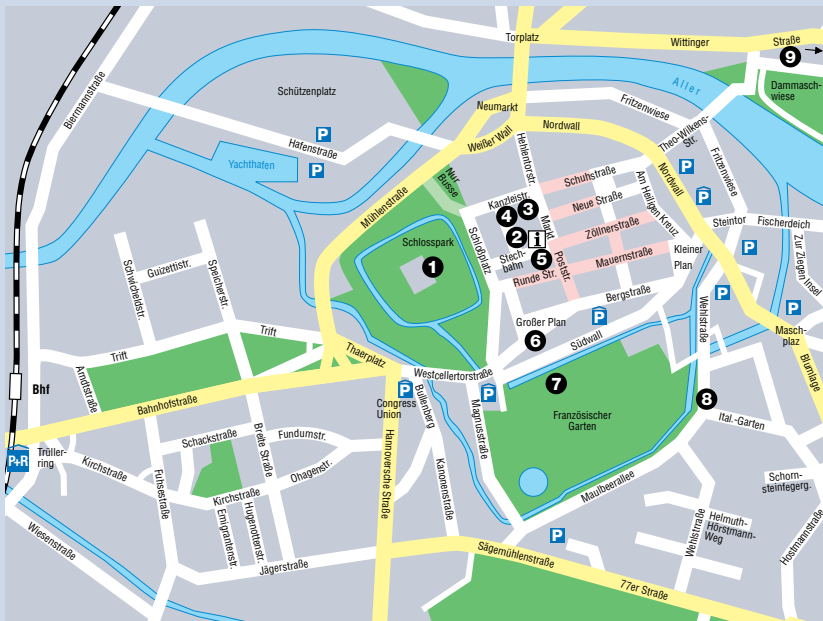 Torplatz
Wittinger
Straße
9
Biermannstraße
Schützenplatz
Aller
Dammasch-
wiese
Neumarkt
Fritzenwiese
P
Hafenstraße
Weißer Wall
Nordwall
Theo-Wilkens-
Str.
Yachthafen
P
Hehlentorstr.
Nur
Busse
Schuhstraße
P
Fritzenwiese
Mühlenstraße
Kanzleistr.
Am Heiligen Kreuz
Nordwall
P
4
3
Markt
Neue Straße
Steintor
Fischerdeich
Schlosspark
Schloßplatz
2
i
Zöllnerstraße
Kleiner
Plan
P
Zur Ziegen Insel
1
Stech-
bahn
5
Poststr.
Mauernstraße
Schwicheldtstr.
Guizettistr.
Speicherstr.
Runde Str.
Bergstraße
P
Wehlstraße
P
Großer Plan
P
6
Südwall
Masch-
plaz
Trift
Trift
Thaerplatz
Blumlage
Bhf
Arndtstraße
Westcellertorstraße
7
P
P
8
Bahnhofstraße
Congress
Union
Bullenberg
Magnusstraße
Französischer
Garten
Ital.-Garten
Schackstraße
Breite Straße
Fundumstr.
Hannoversche Straße
P+R
Trüller-
ring
Kirchstraße
Fuhsestraße
Ohagenstr.
Kanonenstraße
Maulbeerallee
Schorn-
steinfegerg.
Kirchstraße
Emigrantenstr.
Hugenottenstr.
Wehlstraße
Helmuth-
Hörstmann-
Weg
Hostmannstraße
Wiesenstraße
P
Jägerstraße
Sägemühlenstraße
77er Straße